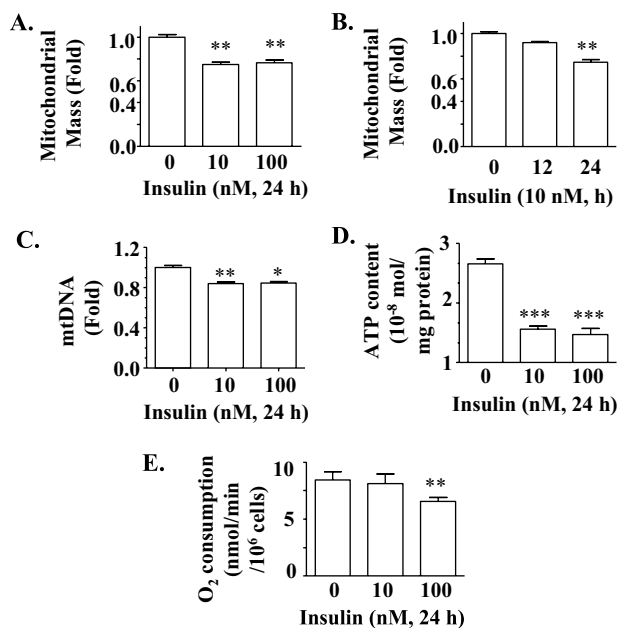 A.
Mitochondrial
Mass (Fold)
1.0
0.8
0.4
0.0
** **
0 10 100
Insulin (nM, 24 h)
B.
Mitochondrial
Mass (Fold)
1.0
0.8
0.4
0.0
**
0 12 24
Insulin (10 nM, h)
C.
mtDNA
(Fold)
1.2
0.8
0.4
0.0
** *
0 10 100
Insulin (nM, 24 h)
D.
ATP content
(10⁻⁸ mol/
mg protein)
3
2
1
*** ***
0 10 100
Insulin (nM, 24 h)
E.
O₂ consumption
(nmol/min
/10⁶ cells)
10
5
0
**
0 10 100
Insulin (nM, 24 h)